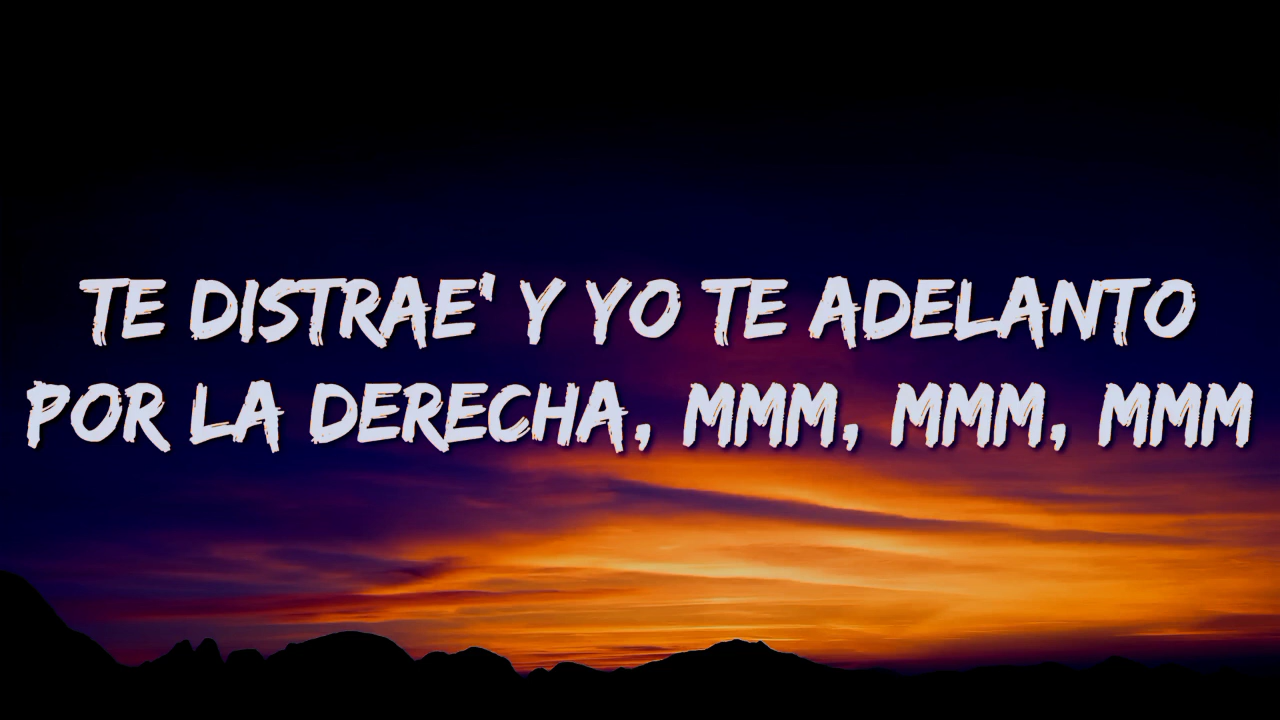 TE DISTRAE' Y YO TE ADELANTO
POR LA DERECHA, MMM, MMM, MMM